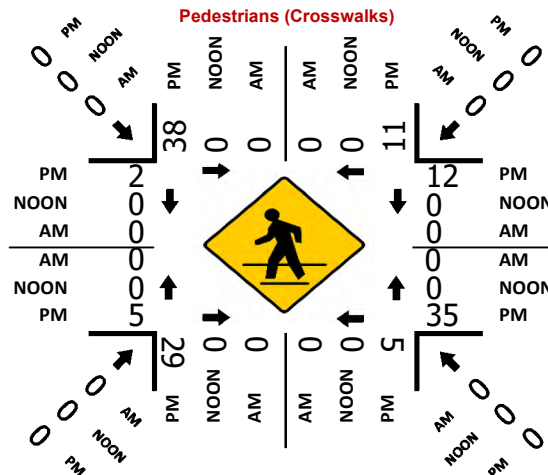 Pedestrians (Crosswalks)
0 PM
0 NOON
0 AM
PM NOON AM AM NOON PM
PM 0
NOON 0
AM 0
38 0 0 0 0 11
PM 2 12 PM
NOON 0 0 NOON
AM 0 0 AM
AM 0 0 AM
NOON 0 0 NOON
PM 5 35 PM
29 0 0 0 0 5
PM NOON AM AM NOON PM
0 AM
0 NOON
0 PM
AM 0
NOON 0
PM 0